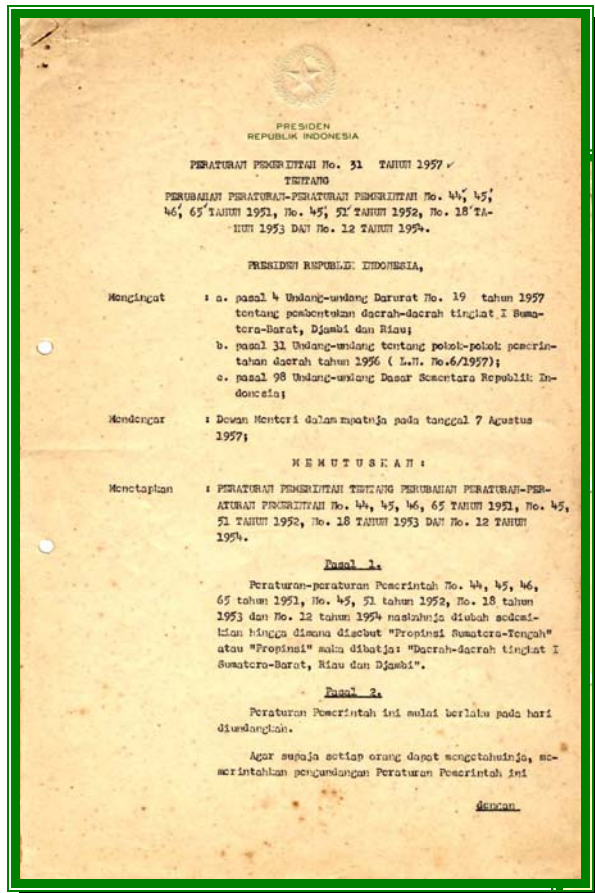 PRESIDEN
REPUBLIK INDONESIA
PERATURAN PEMERINTAH No. 31 TAHUN 1957
TENTANG
PERUBAHAN PERATURAN-PERATURAN PEMERINTAH No. 44, 45,
46, 65 TAHUN 1951, No. 45, 51 TAHUN 1952, No. 18 TA-
HUN 1953 DAN No. 12 TAHUN 1954.
PRESIDEN REPUBLIK INDONESIA,
Mengingat : a. pasal 4 Undang-undang Darurat No. 19 tahun 1957
tentang pembentukan daerah-daerah tingkat I Suma-
tera-Barat, Djambi dan Riau;
b. pasal 31 Undang-undang tentang pokok-pokok pemerin-
tahan daerah tahun 1956 ( L.N. No.6/1957);
c. pasal 98 Undang-undang Dasar Sementara Republik In-
donesia;
Mendengar : Dewan Menteri dalam rapatnja pada tanggal 7 Agustus
1957;
M E M U T U S K A N :
Menetapkan : PERATURAN PEMERINTAH TENTANG PERUBAHAN PERATURAN-PER-
ATURAN PEMERINTAH No. 44, 45, 46, 65 TAHUN 1951, No. 45,
51 TAHUN 1952, No. 18 TAHUN 1953 DAN No. 12 TAHUN
1954.
Pasal 1.
Peraturan-peraturan Pemerintah No. 44, 45, 46,
65 tahun 1951, No. 45, 51 tahun 1952, No. 18 tahun
1953 dan No. 12 tahun 1954 naskahnja diubah sedemi-
kian hingga dimana disebut "Propinsi Sumatera-Tengah"
atau "Propinsi" maka dibatja: "Daerah-daerah tingkat I
Sumatera-Barat, Riau dan Djambi".
Pasal 2.
Peraturan Pemerintah ini mulai berlaku pada hari
diundangkan.
Agar supaja setiap orang dapat mengetahuinja, me-
merintahkan pengundangan Peraturan Pemerintah ini
dengan